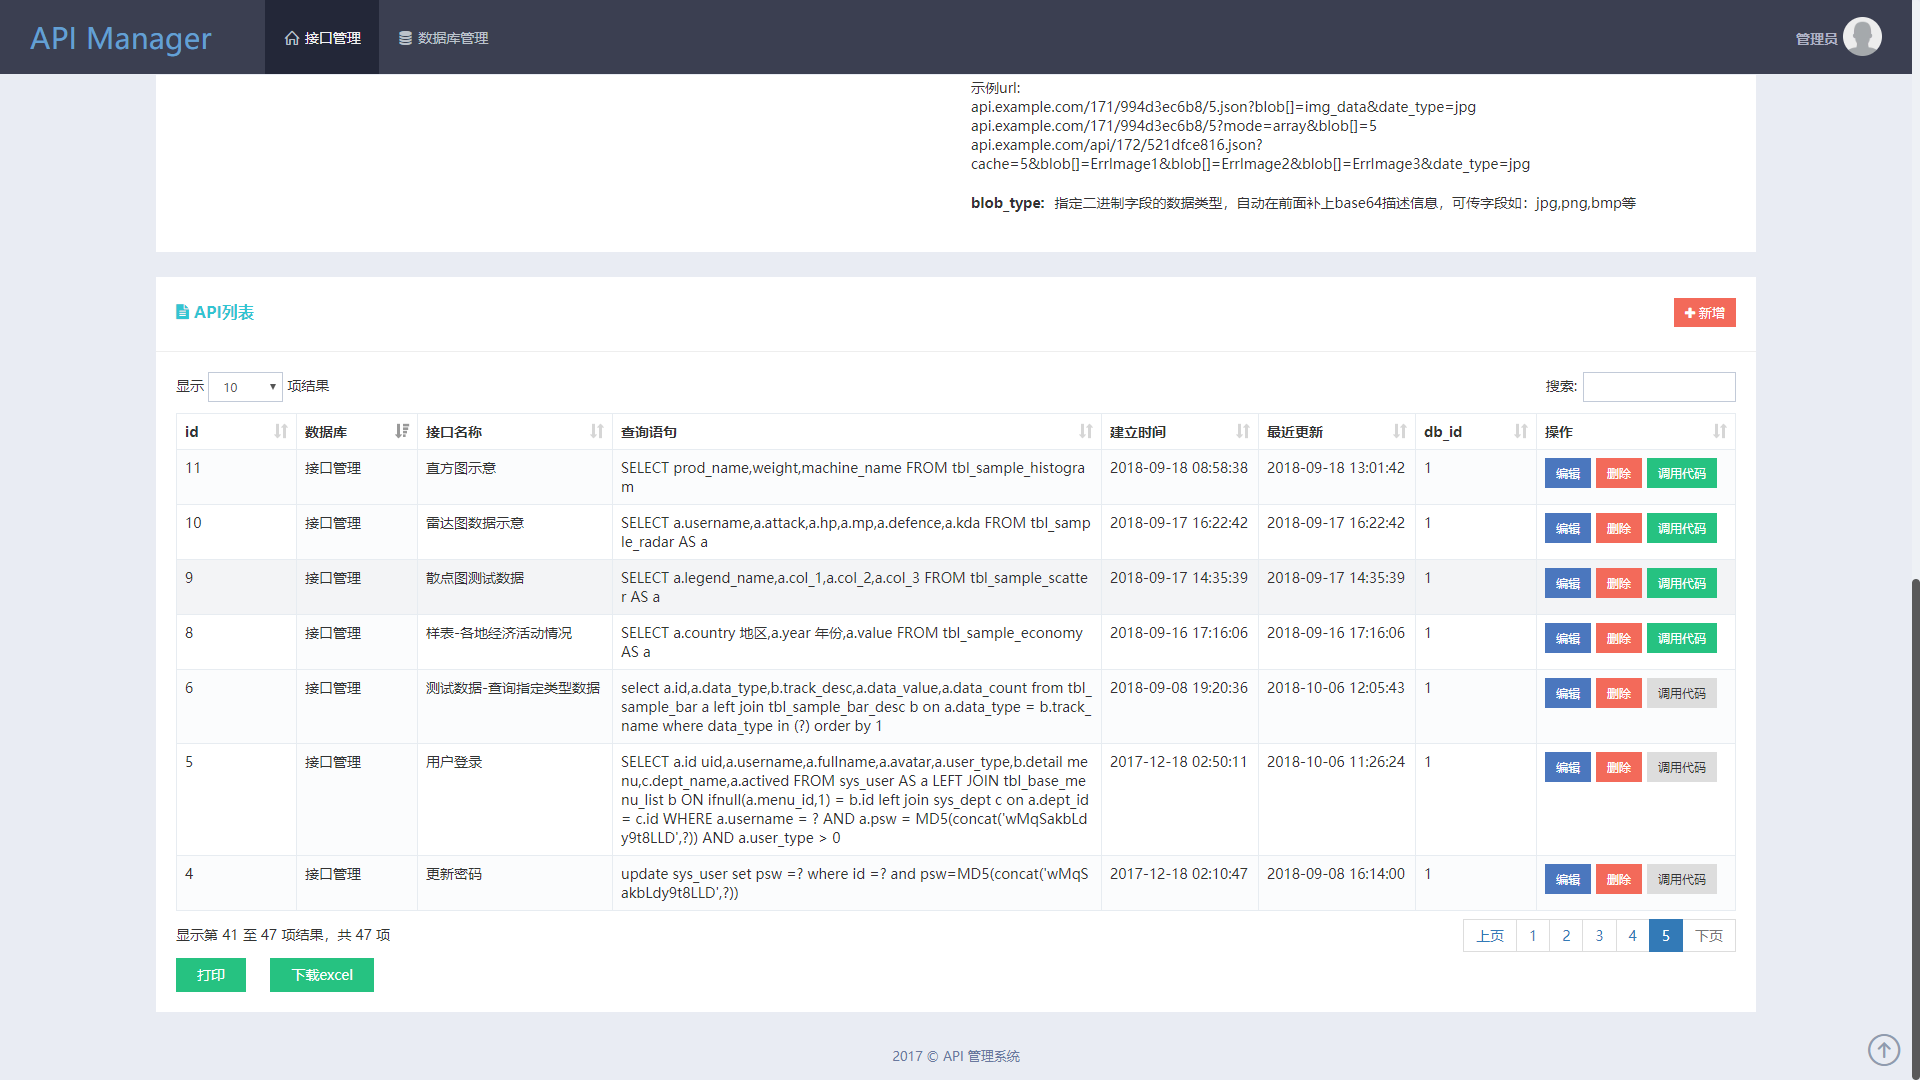 API Manager
接口管理
数据库管理
管理员
示例url:
api.example.com/171/994d3ec6b8/5.json?blob[]=img_data&date_type=jpg
api.example.com/171/994d3ec6b8/5?mode=array&blob[]=5
api.example.com/api/172/521dfce816.json?
cache=5&blob[]=ErrImage1&blob[]=ErrImage2&blob[]=ErrImage3&date_type=jpg
blob_type: 指定二进制字段的数据类型，自动在前面补上base64描述信息，可传字段如：jpg,png,bmp等
API列表
新增
显示 10 项结果
搜索:
id 数据库 接口名称 查询语句 建立时间 最近更新 db_id 操作
11 接口管理 直方图示意 SELECT prod_name,weight,machine_name FROM tbl_sample_histogra 2018-09-18 08:58:38 2018-09-18 13:01:42 1 编辑 删除 调用代码
m
10 接口管理 雷达图数据示意 SELECT a.username,a.attack,a.hp,a.mp,a.defence,a.kda FROM tbl_samp 2018-09-17 16:22:42 2018-09-17 16:22:42 1 编辑 删除 调用代码
le_radar AS a
9 接口管理 散点图测试数据 SELECT a.legend_name,a.col_1,a.col_2,a.col_3 FROM tbl_sample_scatte 2018-09-17 14:35:39 2018-09-17 14:35:39 1 编辑 删除 调用代码
r AS a
8 接口管理 样表-各地经济活动情况 SELECT a.country 地区,a.year 年份,a.value FROM tbl_sample_economy 2018-09-16 17:16:06 2018-09-16 17:16:06 1 编辑 删除 调用代码
AS a
6 接口管理 测试数据-查询指定类型数据 select a.id,a.data_type,b.track_desc,a.data_value,a.data_count from tbl_ 2018-09-08 19:20:36 2018-10-06 12:05:43 1 编辑 删除 调用代码
sample_bar a left join tbl_sample_bar_desc b on a.data_type = b.track_
name where data_type in (?) order by 1
5 接口管理 用户登录 SELECT a.id uid,a.username,a.fullname,a.avatar,a.user_type,b.detail me 2017-12-18 02:50:11 2018-10-06 11:26:24 1 编辑 删除 调用代码
nu,c.dept_name,a.actived FROM sys_user AS a LEFT JOIN tbl_base_me
nu_list b ON ifnull(a.menu_id,1) = b.id left join sys_dept c on a.dept_id
= c.id WHERE a.username = ? AND a.psw = MD5(concat('wMqSakbLd
y9t8LLD',?)) AND a.user_type > 0
4 接口管理 更新密码 update sys_user set psw =? where id =? and psw=MD5(concat('wMqS 2017-12-18 02:10:47 2018-09-08 16:14:00 1 编辑 删除 调用代码
akbLdy9t8LLD',?))
显示第 41 至 47 项结果，共 47 项
上页 1 2 3 4 5 下页
打印 下载excel
2017 © API 管理系统